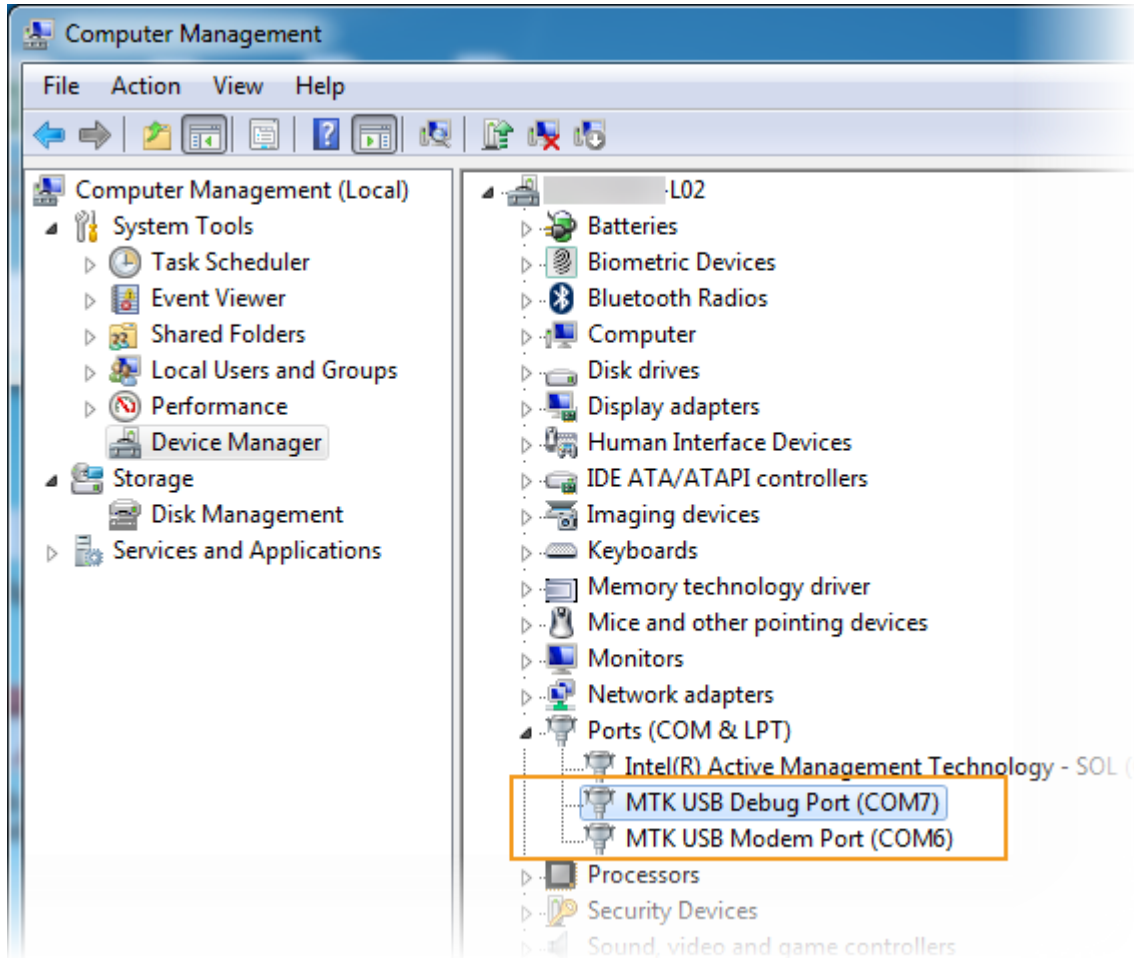 Computer Management
File Action View Help
Computer Management (Local)
System Tools
Task Scheduler
Event Viewer
Shared Folders
Local Users and Groups
Performance
Device Manager
Storage
Disk Management
Services and Applications
-L02
Batteries
Biometric Devices
Bluetooth Radios
Computer
Disk drives
Display adapters
Human Interface Devices
IDE ATA/ATAPI controllers
Imaging devices
Keyboards
Memory technology driver
Mice and other pointing devices
Monitors
Network adapters
Ports (COM & LPT)
Intel(R) Active Management Technology - SOL (
MTK USB Debug Port (COM7)
MTK USB Modem Port (COM6)
Processors
Security Devices
Sound, video and game controllers